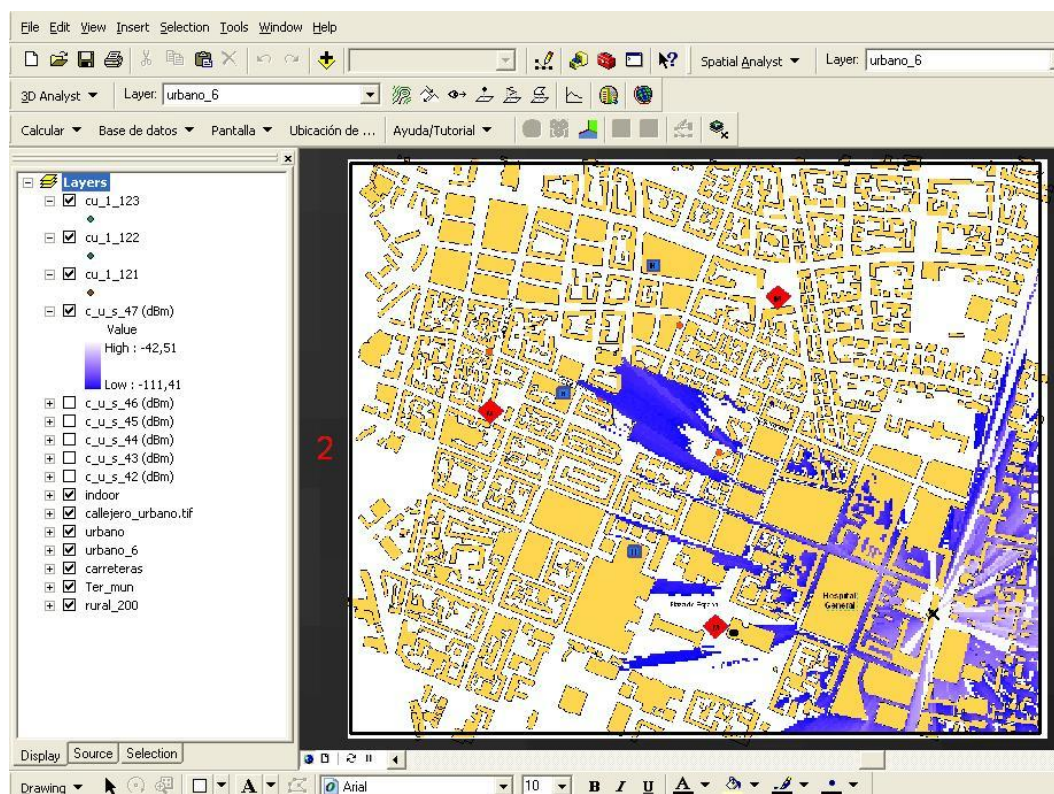 File Edit View Insert Selection Tools Window Help
Spatial Analyst Layer: urbano_6
3D Analyst Layer: urbano_6
Calcular Base de datos Pantalla Ubicación de ... Ayuda/Tutorial
Layers
cu_1_123
cu_1_122
cu_1_121
c_u_s_47 (dBm)
Value
High : -42,51
Low : -111,41
c_u_s_46 (dBm)
c_u_s_45 (dBm)
c_u_s_44 (dBm)
c_u_s_43 (dBm)
c_u_s_42 (dBm)
indoor
callejero_urbano.tif
urbano
urbano_6
carreteras
Ter_mun
rural_200
2
Hospital
General
Display Source Selection
Drawing A Arial 10 B I U A